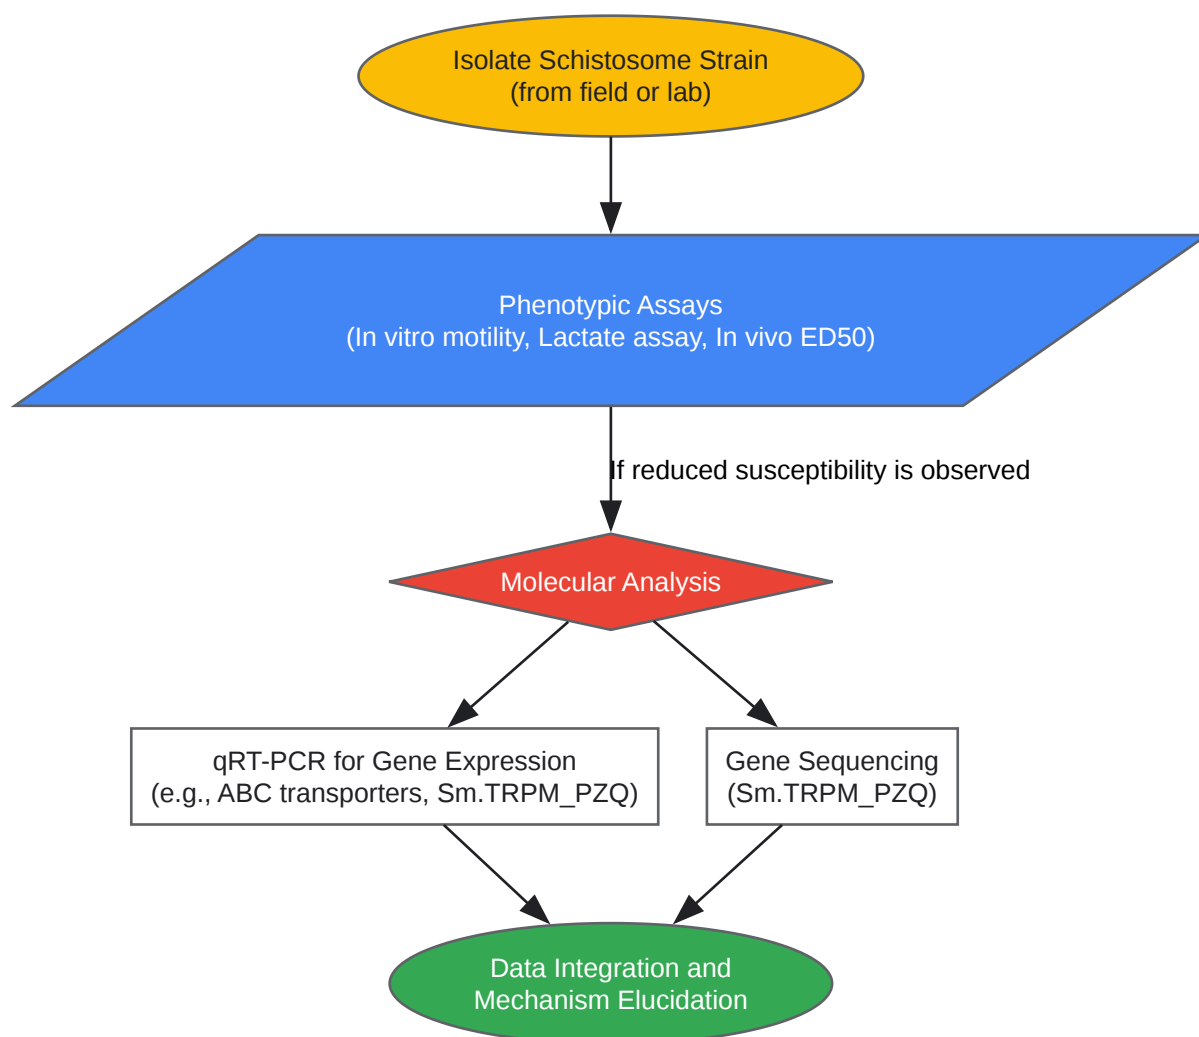 Isolate Schistosome Strain
(from field or lab)
Phenotypic Assays
(In vitro motility, Lactate assay, In vivo ED50)
If reduced susceptibility is observed
Molecular Analysis
qRT-PCR for Gene Expression
(e.g., ABC transporters, Sm.TRPM_PZQ)
Gene Sequencing
(Sm.TRPM_PZQ)
Data Integration and
Mechanism Elucidation